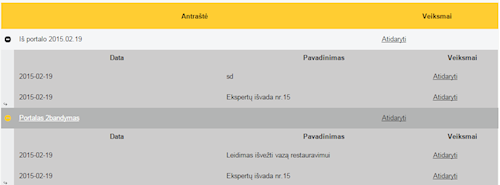 Antraštė Veiksmai
Iš portalo 2015.02.19 Atidaryti
Data Pavadinimas Veiksmai
2015-02-19 sd Atidaryti
2015-02-19 Ekspertų išvada nr.15 Atidaryti
Portalas 2bandymas Atidaryti
Data Pavadinimas Veiksmai
2015-02-19 Leidimas išvežti vazą restauravimui Atidaryti
2015-02-19 Ekspertų išvada nr.15 Atidaryti